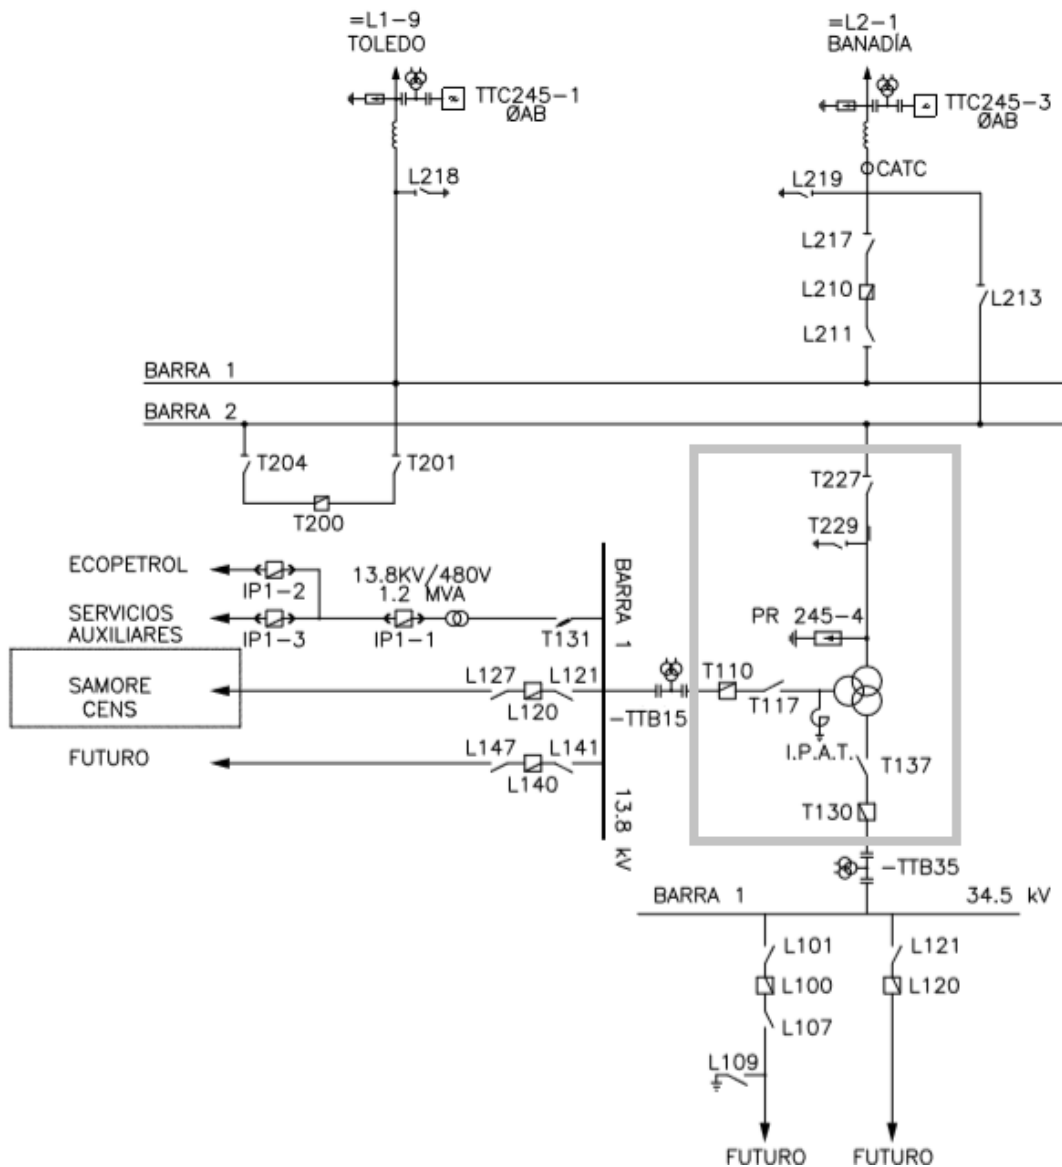 =L1-9
TOLEDO
=L2-1
BANADÍA
TTC245-1
ØAB
TTC245-3
ØAB
L218
L219
CATC
L217
L210
L213
L211
BARRA 1
BARRA 2
T204
T201
T200
T227
T229
ECOPETROL
IP1-2
13.8KV/480V
1.2 MVA
SERVICIOS
AUXILIARES
IP1-3
IP1-1
T131
BARRA 1
PR 245-4
SAMORE
CENS
L127
L121
L120
-TTB15
T110
T117
I.P.A.T.
FUTURO
L147
L141
L140
T137
T130
13.8 kV
-TTB35
BARRA 1
34.5 kV
L101
L121
L100
L120
L107
L109
FUTURO
FUTURO